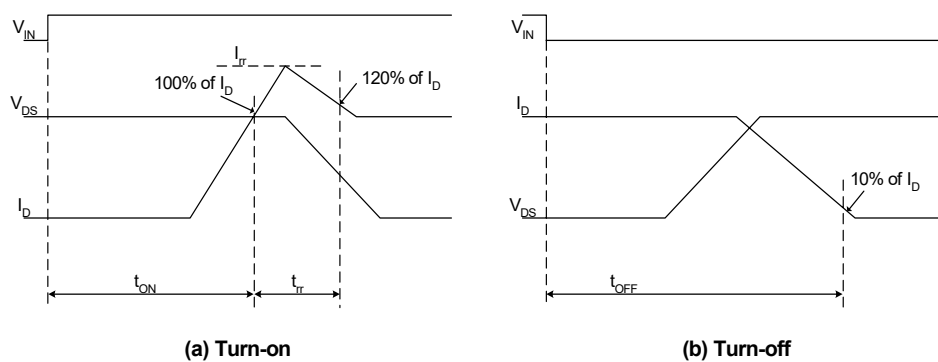 V_IN
I_rr
100% of I_D
120% of I_D
V_DS
I_D
t_ON
t_rr
(a) Turn-on
V_IN
I_D
10% of I_D
V_DS
t_OFF
(b) Turn-off